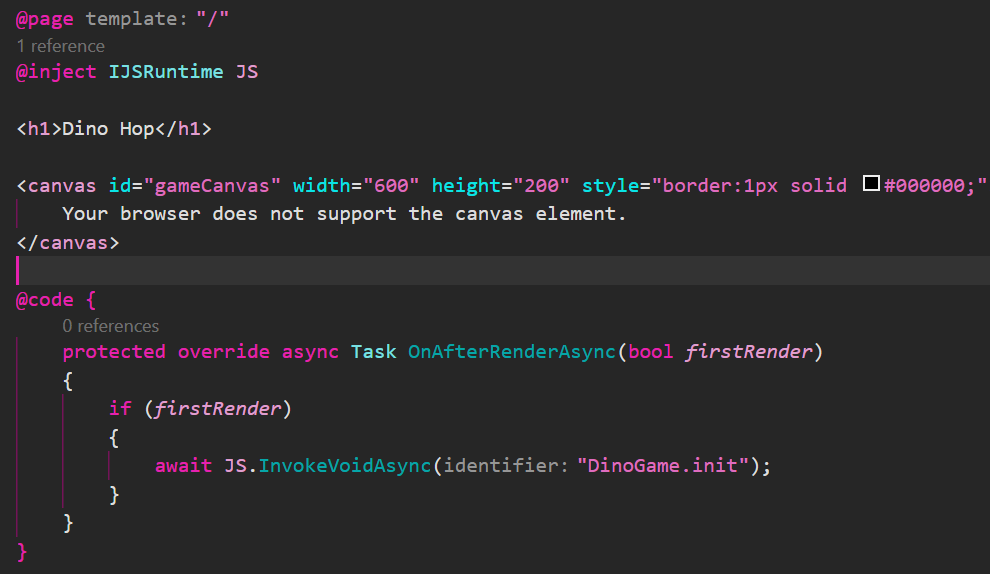 @page template: "/"
1 reference
@inject IJSRuntime JS
<h1>Dino Hop</h1>
<canvas id="gameCanvas" width="600" height="200" style="border:1px solid #000000;"
Your browser does not support the canvas element.
</canvas>
@code {
0 references
protected override async Task OnAfterRenderAsync(bool firstRender)
{
if (firstRender)
{
await JS.InvokeVoidAsync(identifier: "DinoGame.init");
}
}
}